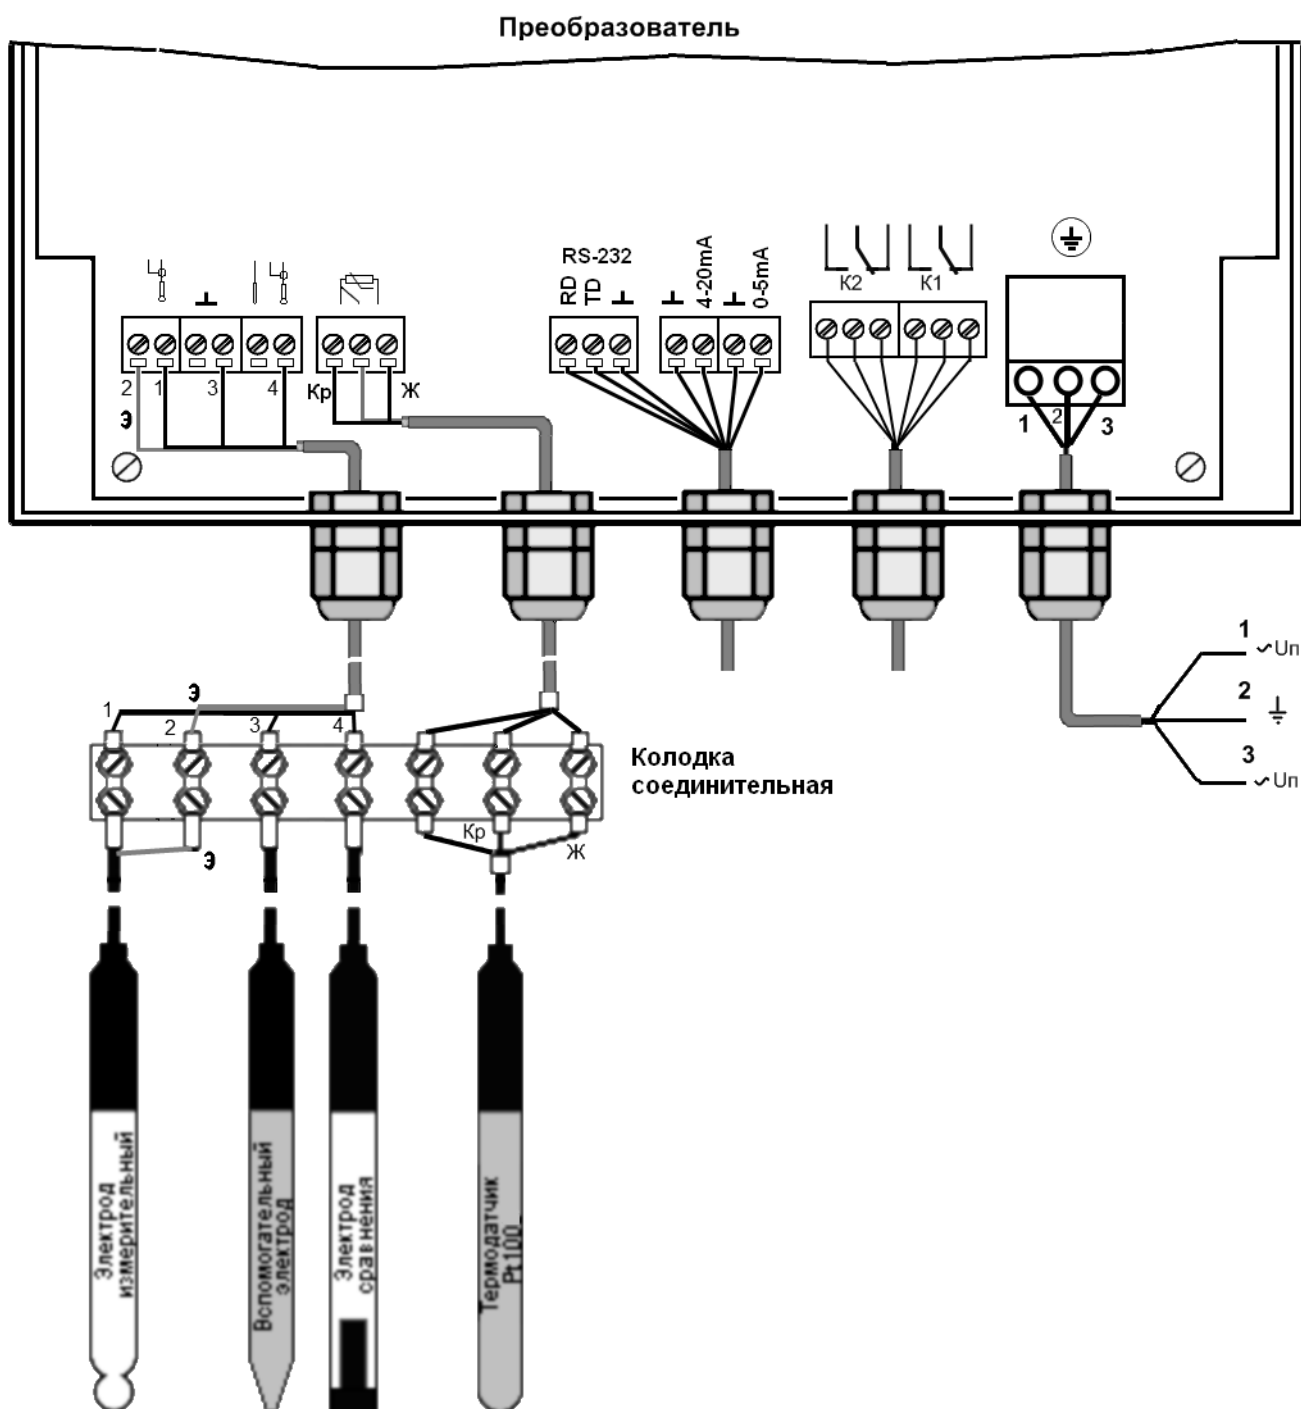 Преобразователь
RS-232
RD
TD
4-20mA
0-5mA
К2
К1
2
1
3
4
Э
Кр
Ж
1
2
3
1
~Uп
2
3
~Uп
Э
1
2
3
4
Колодка
соединительная
Кр
Ж
Э
Электрод
измерительный
Вспомогательный
электрод
Электрод
сравнения
Термодатчик
Pt100